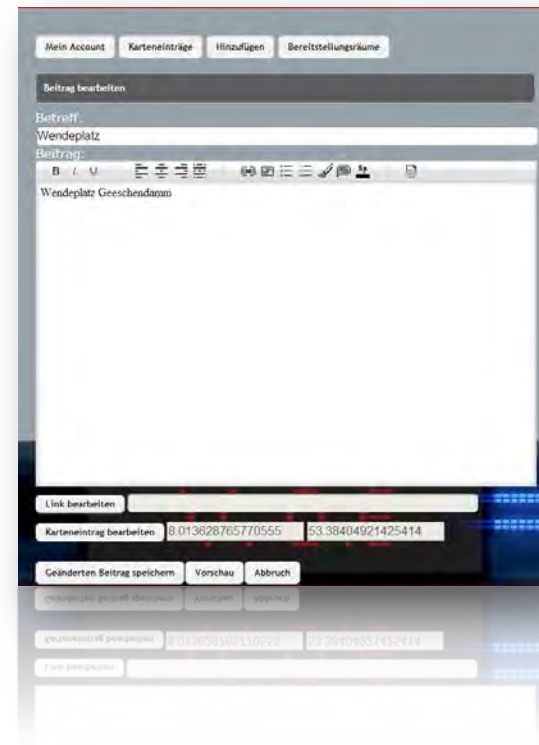 Mein Account Karteneinträge Hinzufügen Bereitstellungsräume
Beitrag bearbeiten
Betreff:
Wendeplatz
Beitrag:
B I U
Wendeplatz Geeschendamm
Link bearbeiten
Karteneintrag bearbeiten 8.013628765770555 53.38404921425414
Geänderten Beitrag speichern Vorschau Abbruch